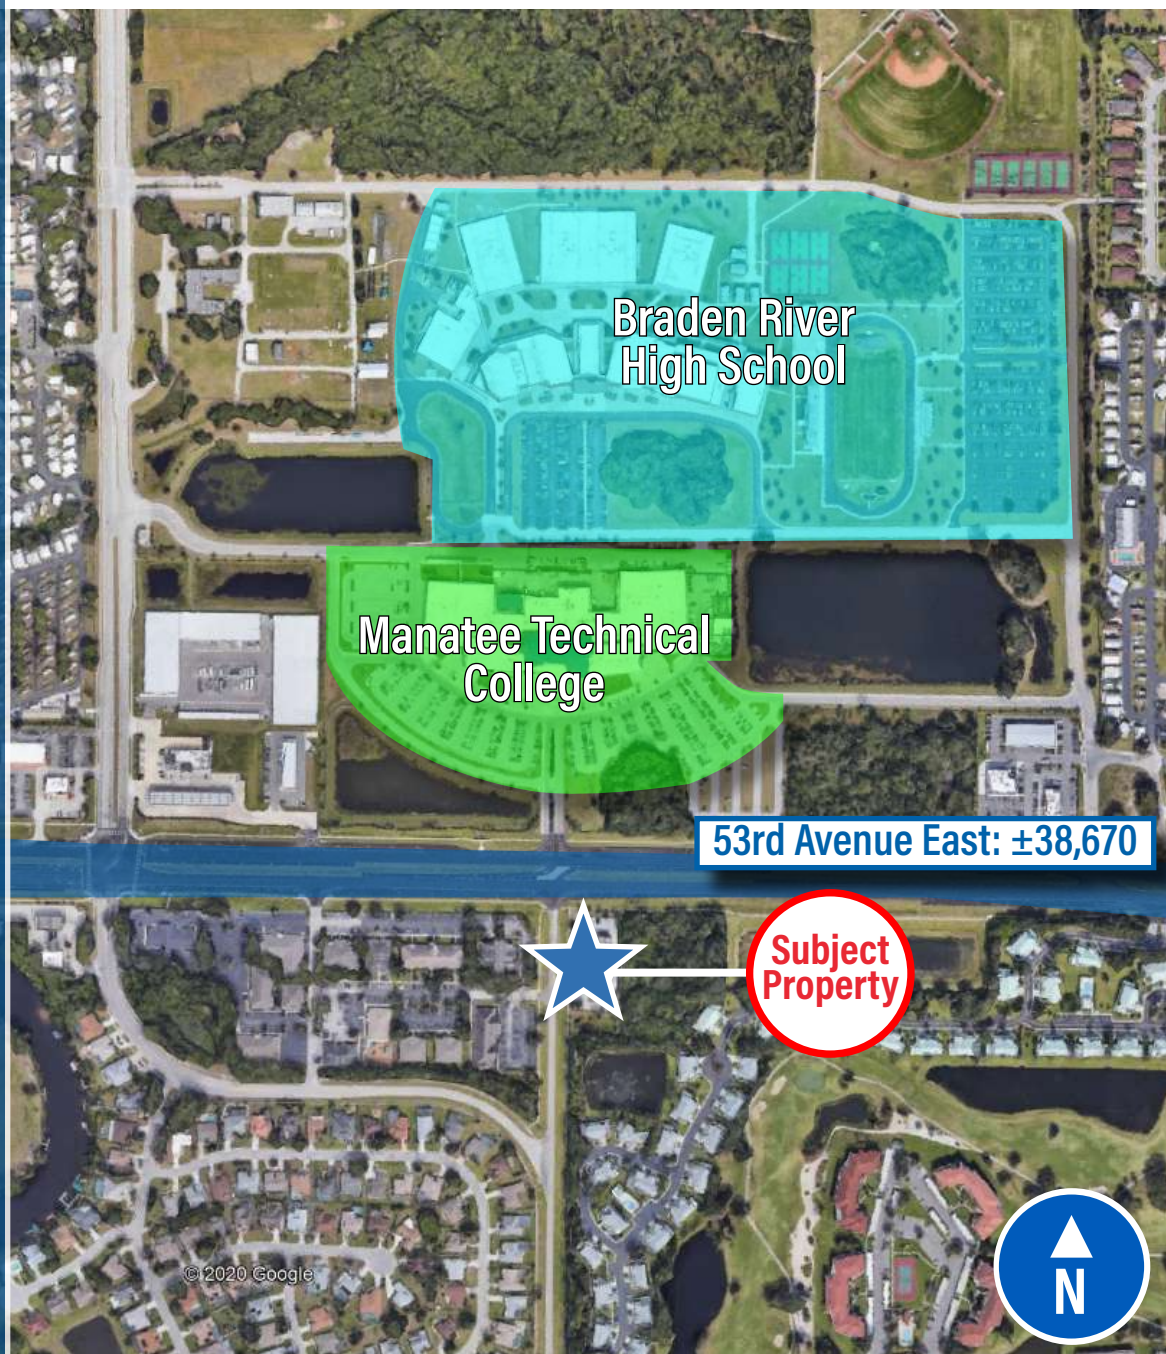 Braden River
High School
Manatee Technical
College
53rd Avenue East: ±38,670
Subject
Property
© 2020 Google
N